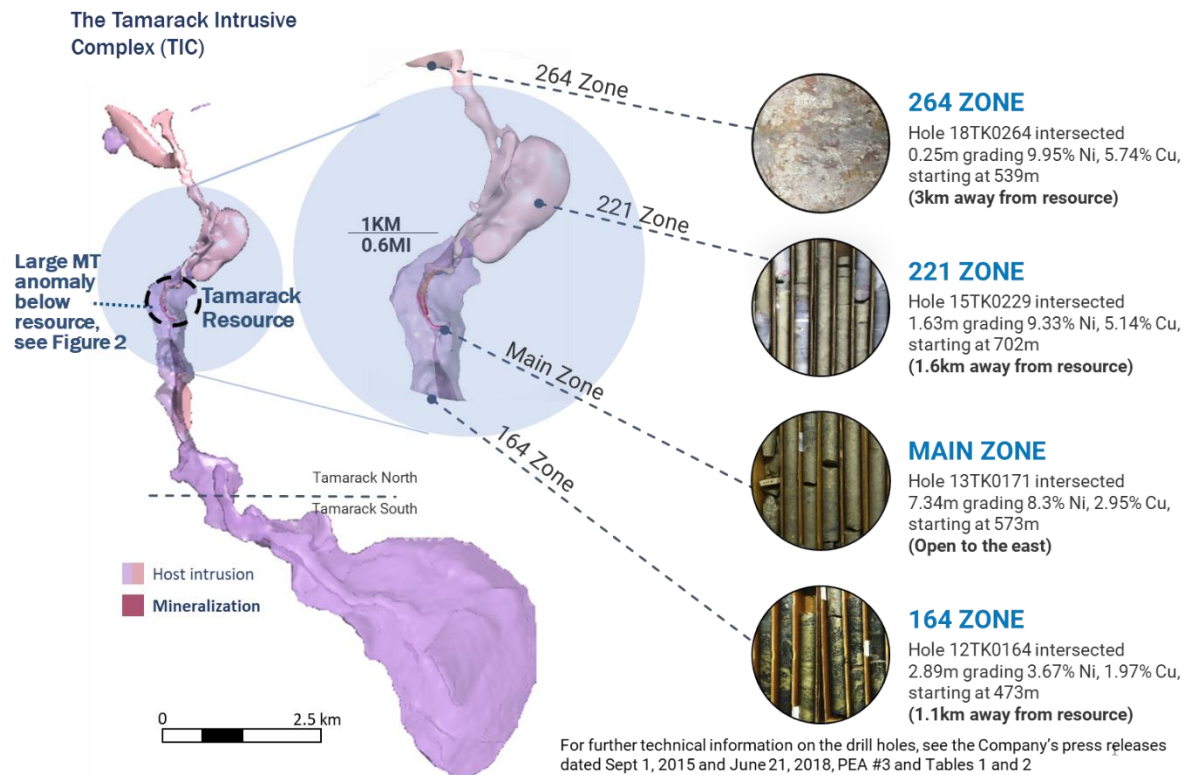 The Tamarack Intrusive
Complex (TIC)
264 Zone
221 Zone
1KM
0.6MI
Large MT
anomaly
below
resource,
see Figure 2
Tamarack
Resource
Main Zone
164 Zone
Tamarack North
Tamarack South
Host intrusion
Mineralization
0
2.5 km
264 ZONE
Hole 18TK0264 intersected
0.25m grading 9.95% Ni, 5.74% Cu,
starting at 539m
(3km away from resource)
221 ZONE
Hole 15TK0229 intersected
1.63m grading 9.33% Ni, 5.14% Cu,
starting at 702m
(1.6km away from resource)
MAIN ZONE
Hole 13TK0171 intersected
7.34m grading 8.3% Ni, 2.95% Cu,
starting at 573m
(Open to the east)
164 ZONE
Hole 12TK0164 intersected
2.89m grading 3.67% Ni, 1.97% Cu,
starting at 473m
(1.1km away from resource)
For further technical information on the drill holes, see the Company's press releases
dated Sept 1, 2015 and June 21, 2018, PEA #3 and Tables 1 and 2